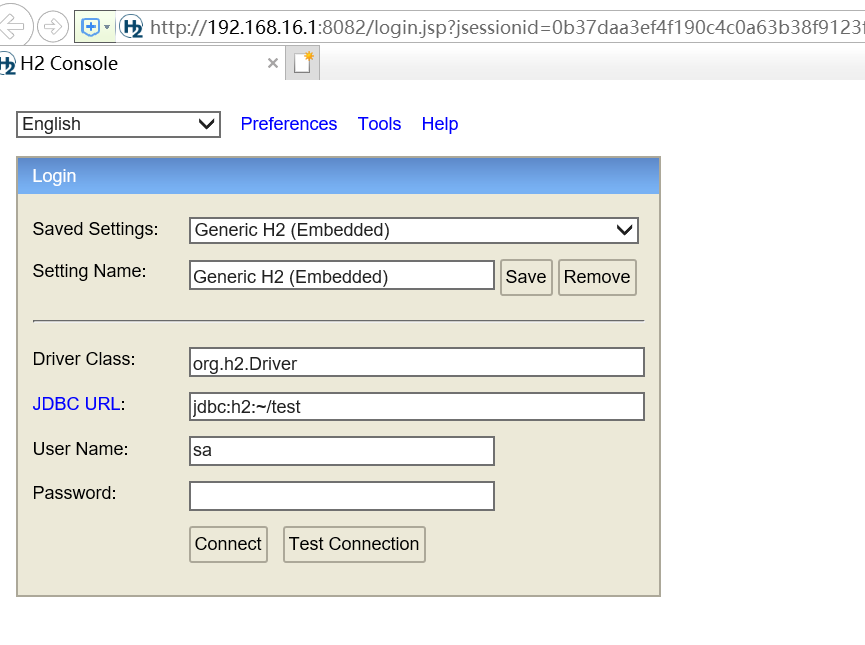 http://192.168.16.1:8082/login.jsp?jsessionid=0b37daa3ef4f190c4c0a63b38f9123
H2 Console
English Preferences Tools Help
Login
Saved Settings: Generic H2 (Embedded)
Setting Name: Generic H2 (Embedded) Save Remove
Driver Class: org.h2.Driver
JDBC URL: jdbc:h2:~/test
User Name: sa
Password:
Connect Test Connection